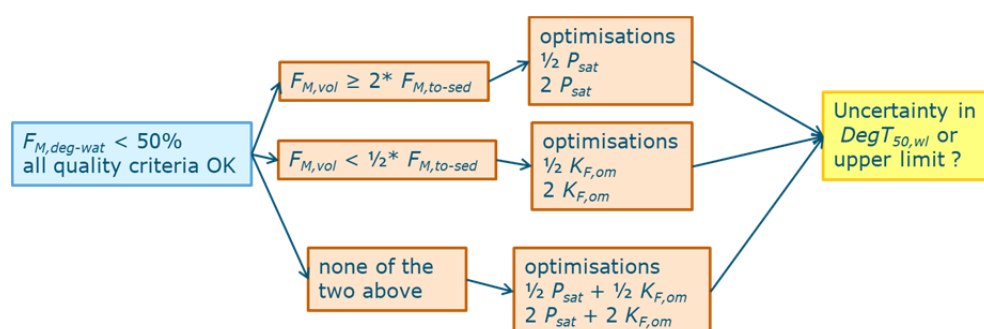 F_M,deg-wat < 50%
all quality criteria OK
F_M,vol ≥ 2* F_M,to-sed
optimisations
½ P_sat
2 P_sat
F_M,vol < ½* F_M,to-sed
optimisations
½ K_F,om
2 K_F,om
none of the
two above
optimisations
½ P_sat + ½ K_F,om
2 P_sat + 2 K_F,om
Uncertainty in
DegT_50,wl or
upper limit ?